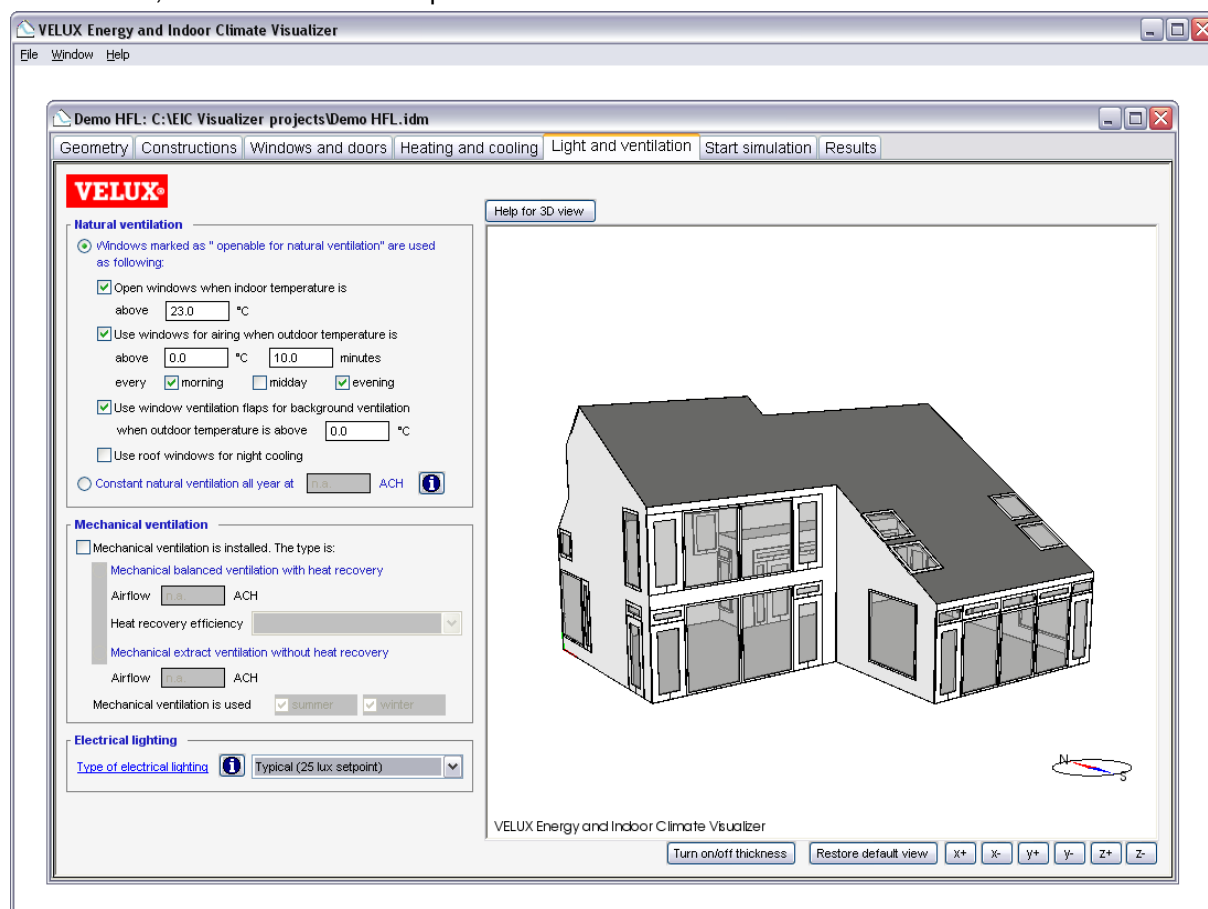 VELUX Energy and Indoor Climate Visualizer
File Window Help
Demo HFL: C:\EIC Visualizer projects\Demo HFL.idm
Geometry Constructions Windows and doors Heating and cooling Light and ventilation Start simulation Results
VELUX®
Help for 3D view
Natural ventilation
Windows marked as " openable for natural ventilation" are used
as following:
Open windows when indoor temperature is
above 23.0 °C
Use windows for airing when outdoor temperature is
above 0.0 °C 10.0 minutes
every morning midday evening
Use window ventilation flaps for background ventilation
when outdoor temperature is above 0.0 °C
Use roof windows for night cooling
Constant natural ventilation all year at n.a. ACH
Mechanical ventilation
Mechanical ventilation is installed. The type is:
Mechanical balanced ventilation with heat recovery
Airflow n.a. ACH
Heat recovery efficiency
Mechanical extract ventilation without heat recovery
Airflow n.a. ACH
Mechanical ventilation is used summer winter
Electrical lighting
Type of electrical lighting Typical (25 lux setpoint)
N
S
VELUX Energy and Indoor Climate Visualizer
Turn on/off thickness Restore default view x+ x- y+ y- z+ z-